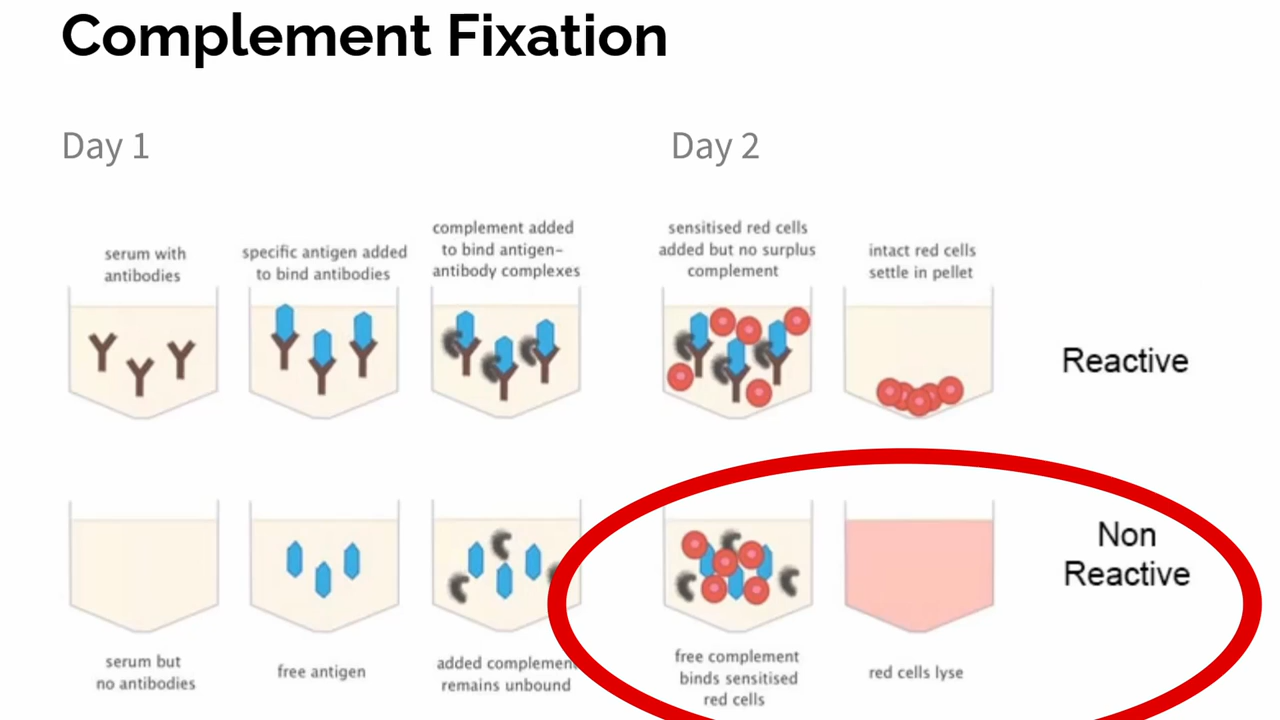 Complement Fixation
Day 1
Day 2
serum with
antibodies
specific antigen added
to bind antibodies
complement added
to bind antigen-
antibody complexes
sensitised red cells
added but no surplus
complement
intact red cells
settle in pellet
Reactive
Non
Reactive
serum but
no antibodies
free antigen
added complement
remains unbound
free complement
binds sensitised
red cells
red cells lyse